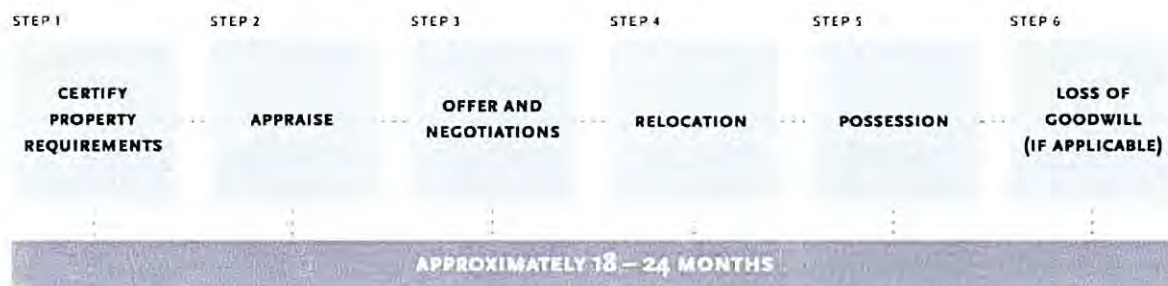 STEP 1
STEP 2
STEP 3
STEP 4
STEP 5
STEP 6
CERTIFY
PROPERTY
REQUIREMENTS
APPRAISE
OFFER AND
NEGOTIATIONS
RELOCATION
POSSESSION
LOSS OF
GOODWILL
(IF APPLICABLE)
APPROXIMATELY 18 – 24 MONTHS